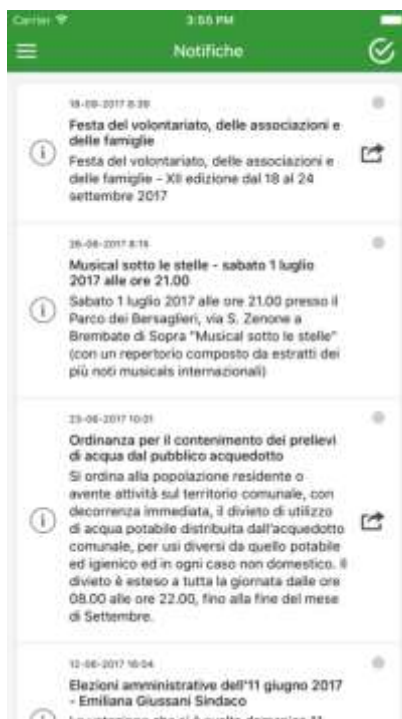 Carrier 3:55 PM
Notifiche
18-09-2017 8:39
Festa del volontariato, delle associazioni e
delle famiglie
Festa del volontariato, delle associazioni e
delle famiglie - XII edizione dal 18 al 24
settembre 2017
26-06-2017 8:15
Musical sotto le stelle - sabato 1 luglio
2017 alle ore 21.00
Sabato 1 luglio 2017 alle ore 21.00 presso il
Parco dei Bersaglieri, via S. Zenone a
Brembate di Sopra "Musical sotto le stelle"
(con un repertorio composto da estratti dei
più noti musicals internazionali)
23-06-2017 10:01
Ordinanza per il contenimento dei prelievi
di acqua dal pubblico acquedotto
Si ordina alla popolazione residente o
avente attività sul territorio comunale, con
decorrenza immediata, il divieto di utilizzo
di acqua potabile distribuita dall'acquedotto
comunale, per usi diversi da quello potabile
ed igienico ed in ogni caso non domestico. Il
divieto è esteso a tutta la giornata dalle ore
08.00 alle ore 22.00, fino alla fine del mese
di Settembre.
12-06-2017 16:04
Elezioni amministrative dell'11 giugno 2017
- Emiliana Giussani Sindaco